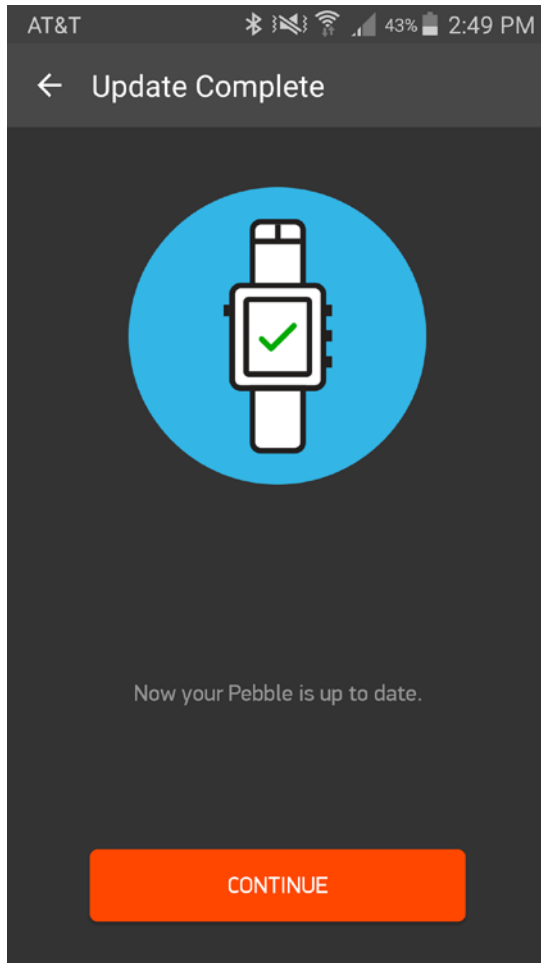 AT&T 43% 2:49 PM
Update Complete
Now your Pebble is up to date.
CONTINUE